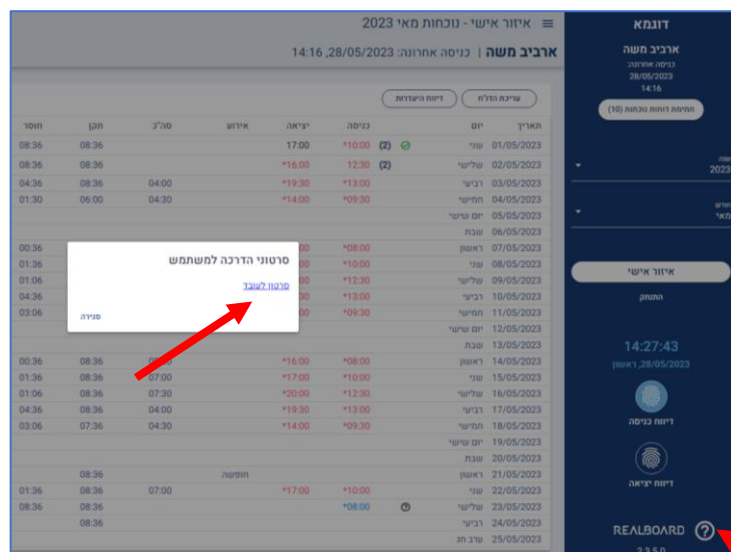 דוגמא
ארביב משה
כניסה אחרונה:
28/05/2023
14:16
חתימת דוחות נוכחות (10)
שנה
2023
חודש
מאי
איזור אישי
התנתק
14:27:43
28/05/2023, ראשון
דיווח כניסה
דיווח יציאה
REALBOARD
2.3.5.0
איזור אישי - נוכחות מאי 2023
ארביב משה | כניסה אחרונה: 28/05/2023, 14:16
עריכת הדו"ח דיווח היעדרות
תאריך יום כניסה יציאה אירוע סה"כ תקן חוסר
01/05/2023 שני (2) *10:00 17:00 08:36 08:36
02/05/2023 שלישי (2) 12:30 *16:00 08:36 08:36
03/05/2023 רביעי *13:00 *19:30 04:00 08:36 04:36
04/05/2023 חמישי *09:30 *14:00 04:30 06:00 01:30
05/05/2023 יום שישי
06/05/2023 שבת
07/05/2023 ראשון *08:00 00:36
08/05/2023 שני *10:00 01:36
09/05/2023 שלישי *12:30 01:06
10/05/2023 רביעי *13:00 04:36
11/05/2023 חמישי *09:30 03:06
12/05/2023 יום שישי
13/05/2023 שבת
14/05/2023 ראשון *08:00 *16:00 08:36 00:36
15/05/2023 שני *10:00 *17:00 07:00 08:36 01:36
16/05/2023 שלישי *12:30 *20:00 07:30 08:36 01:06
17/05/2023 רביעי *13:00 *19:30 04:00 08:36 04:36
18/05/2023 חמישי *09:30 *14:00 04:30 07:36 03:06
19/05/2023 יום שישי
20/05/2023 שבת
21/05/2023 ראשון חופשה 08:36
22/05/2023 שני *10:00 *17:00 07:00 08:36 01:36
23/05/2023 שלישי *08:00 08:36 08:36
24/05/2023 רביעי 08:36
25/05/2023 ערב חג
סרטוני הדרכה למשתמש
סרטון לעובד
סגירה